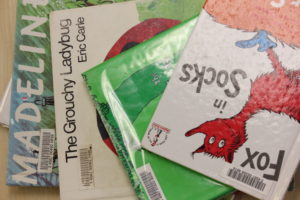 MADELINE
The Grouchy Ladybug
Eric Carle
Fox
in
Socks